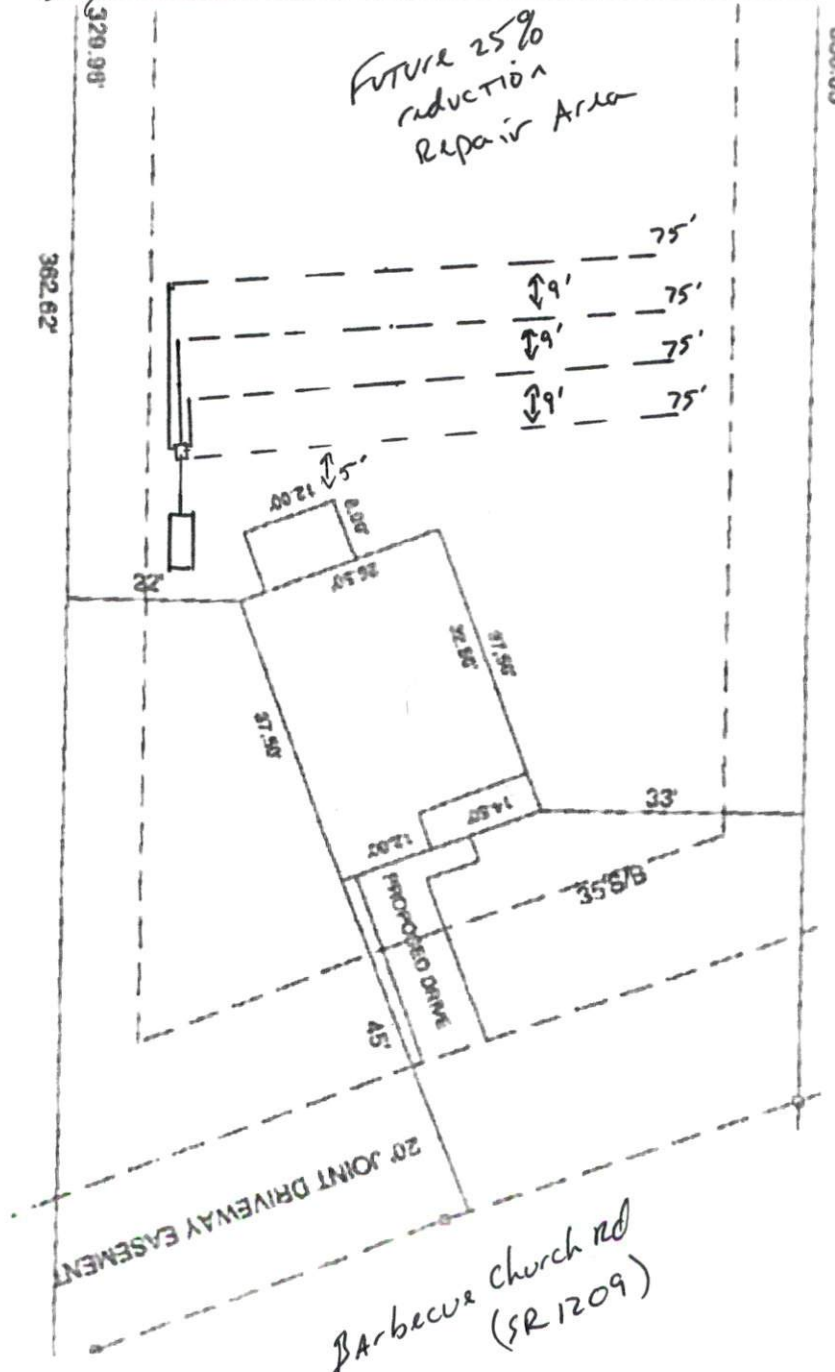 329.98'
Future 25%
reduction
Repair Area
362.62'
75'
9'
75'
9'
75'
9'
75'
5'
12.00'
8.00'
26.50'
22'
37.50'
32.50'
37.50'
14.50'
12.00'
33'
PROPOSED DRIVE
35'S/B
45'
20' JOINT DRIVEWAY EASEMENT
BArbecue Church Rd
(SR 1209)